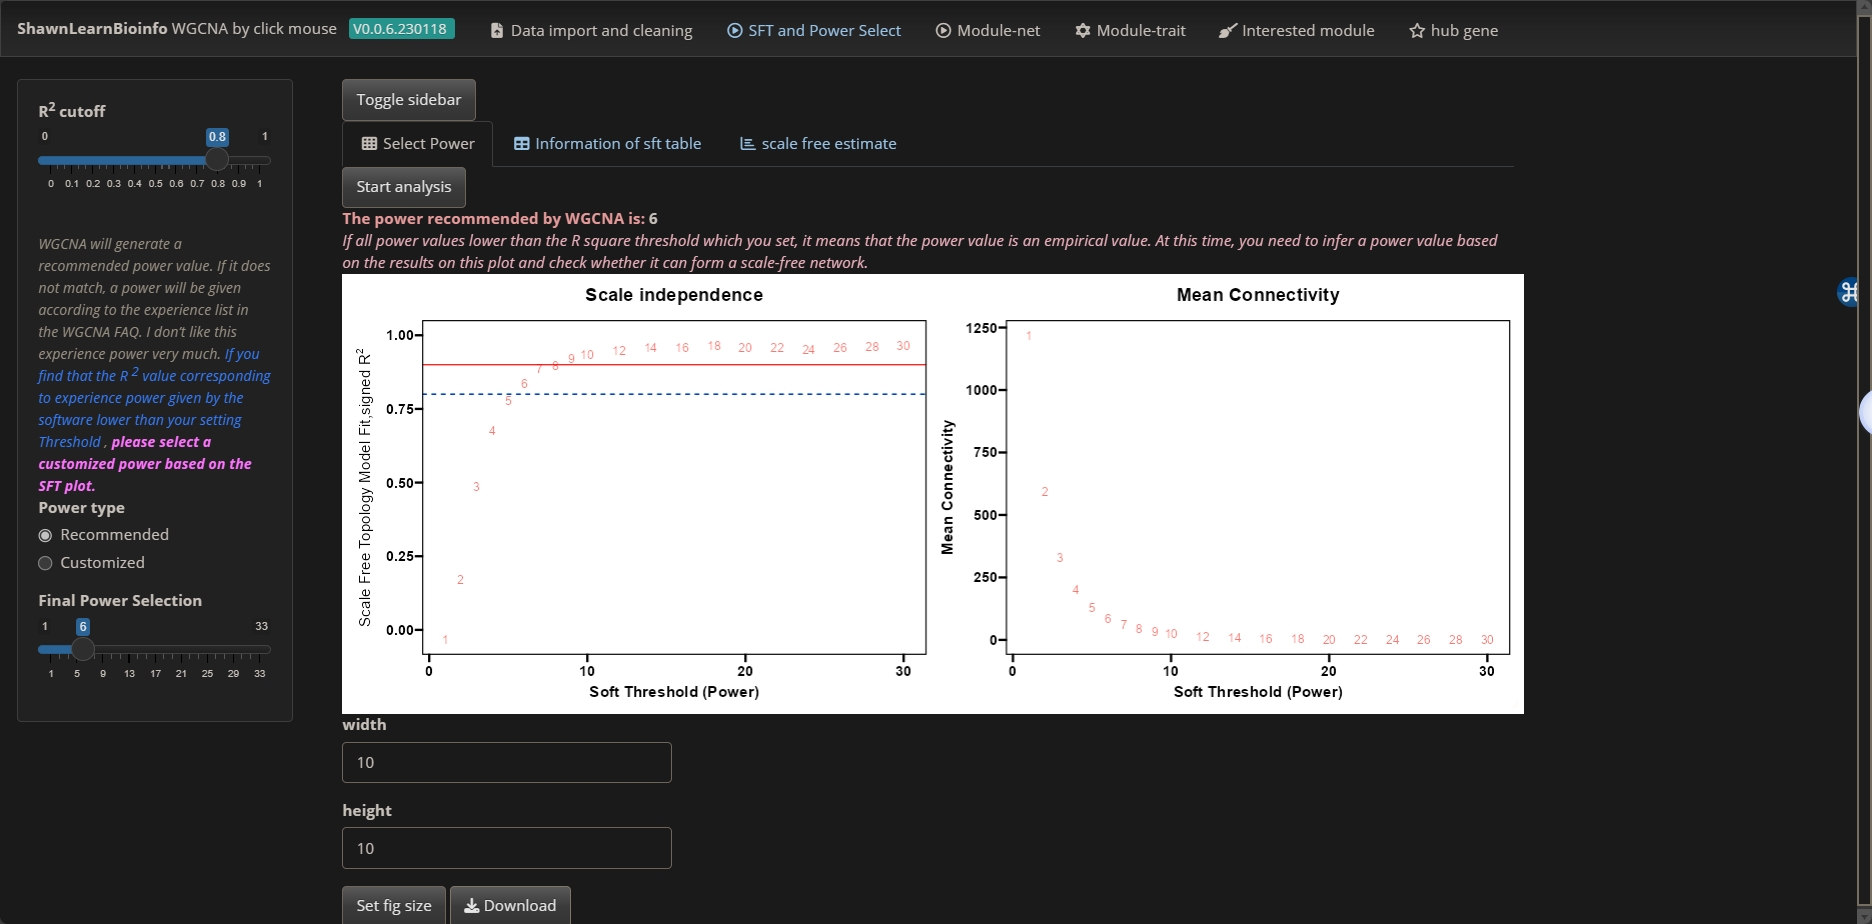 ShawnLearnBioinfo WGCNA by click mouse V0.0.6.230118 Data import and cleaning SFT and Power Select Module-net Module-trait Interested module hub gene
R² cutoff
0 0.8 1
0 0.1 0.2 0.3 0.4 0.5 0.6 0.7 0.8 0.9 1
WGCNA will generate a
recommended power value. If it does
not match, a power will be given
according to the experience list in
the WGCNA FAQ. I don't like this
experience power very much. If you
find that the R ² value corresponding
to experience power given by the
software lower than your setting
Threshold , please select a
customized power based on the
SFT plot.
Power type
Recommended
Customized
Final Power Selection
1 6 33
1 5 9 13 17 21 25 29 33
Toggle sidebar
Select Power Information of sft table scale free estimate
Start analysis
The power recommended by WGCNA is: 6
If all power values lower than the R square threshold which you set, it means that the power value is an empirical value. At this time, you need to infer a power value based
on the results on this plot and check whether it can form a scale-free network.
Scale independence
Scale Free Topology Model Fit,signed R²
1.00
0.75
0.50
0.25
0.00
1 2 3 4 5 6 7 8 9 10 12 14 16 18 20 22 24 26 28 30
0 10 20 30
Soft Threshold (Power)
Mean Connectivity
Mean Connectivity
1250
1000
750
500
250
0
1 2 3 4 5 6 7 8 9 10 12 14 16 18 20 22 24 26 28 30
0 10 20 30
Soft Threshold (Power)
width
10
height
10
Set fig size Download